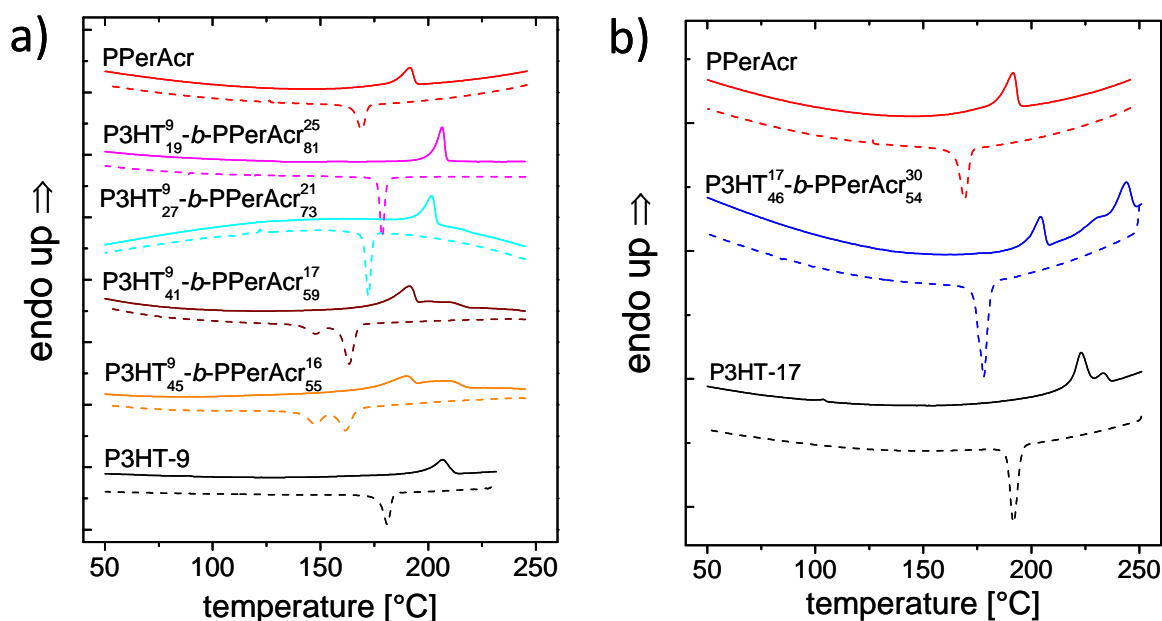 a)
endo up ⇒
PPerAcr
P3HT⁹₁₉-b-PPerAcr²⁵₈₁
P3HT⁹₂₇-b-PPerAcr²¹₇₃
P3HT⁹₄₁-b-PPerAcr¹⁷₅₉
P3HT⁹₄₅-b-PPerAcr¹⁶₅₅
P3HT-9
50 100 150 200 250
temperature [°C]
b)
endo up ⇒
PPerAcr
P3HT¹⁷₄₆-b-PPerAcr³⁰₅₄
P3HT-17
50 100 150 200 250
temperature [°C]